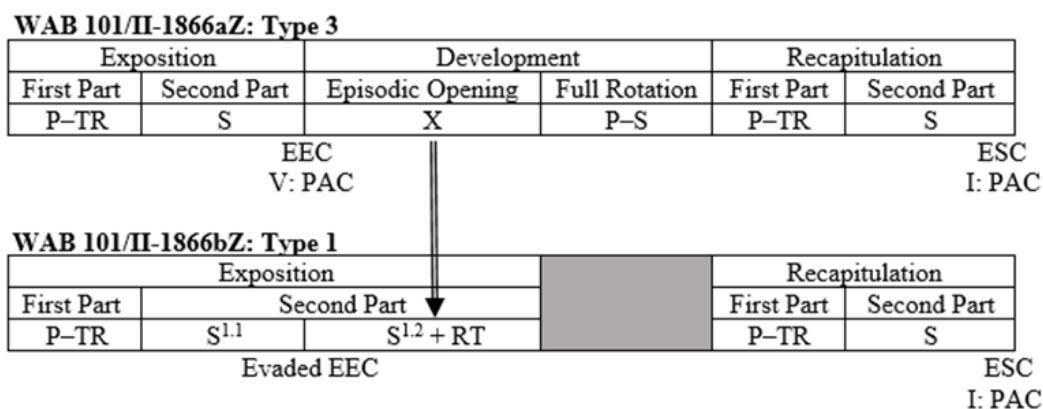 WAB 101/II-1866aZ: Type 3
Exposition Development Recapitulation
First Part Second Part Episodic Opening Full Rotation First Part Second Part
P–TR S X P–S P–TR S
EEC ESC
V: PAC I: PAC
WAB 101/II-1866bZ: Type 1
Exposition Recapitulation
First Part Second Part First Part Second Part
P–TR S1.1 S1.2 + RT P–TR S
Evaded EEC ESC
I: PAC